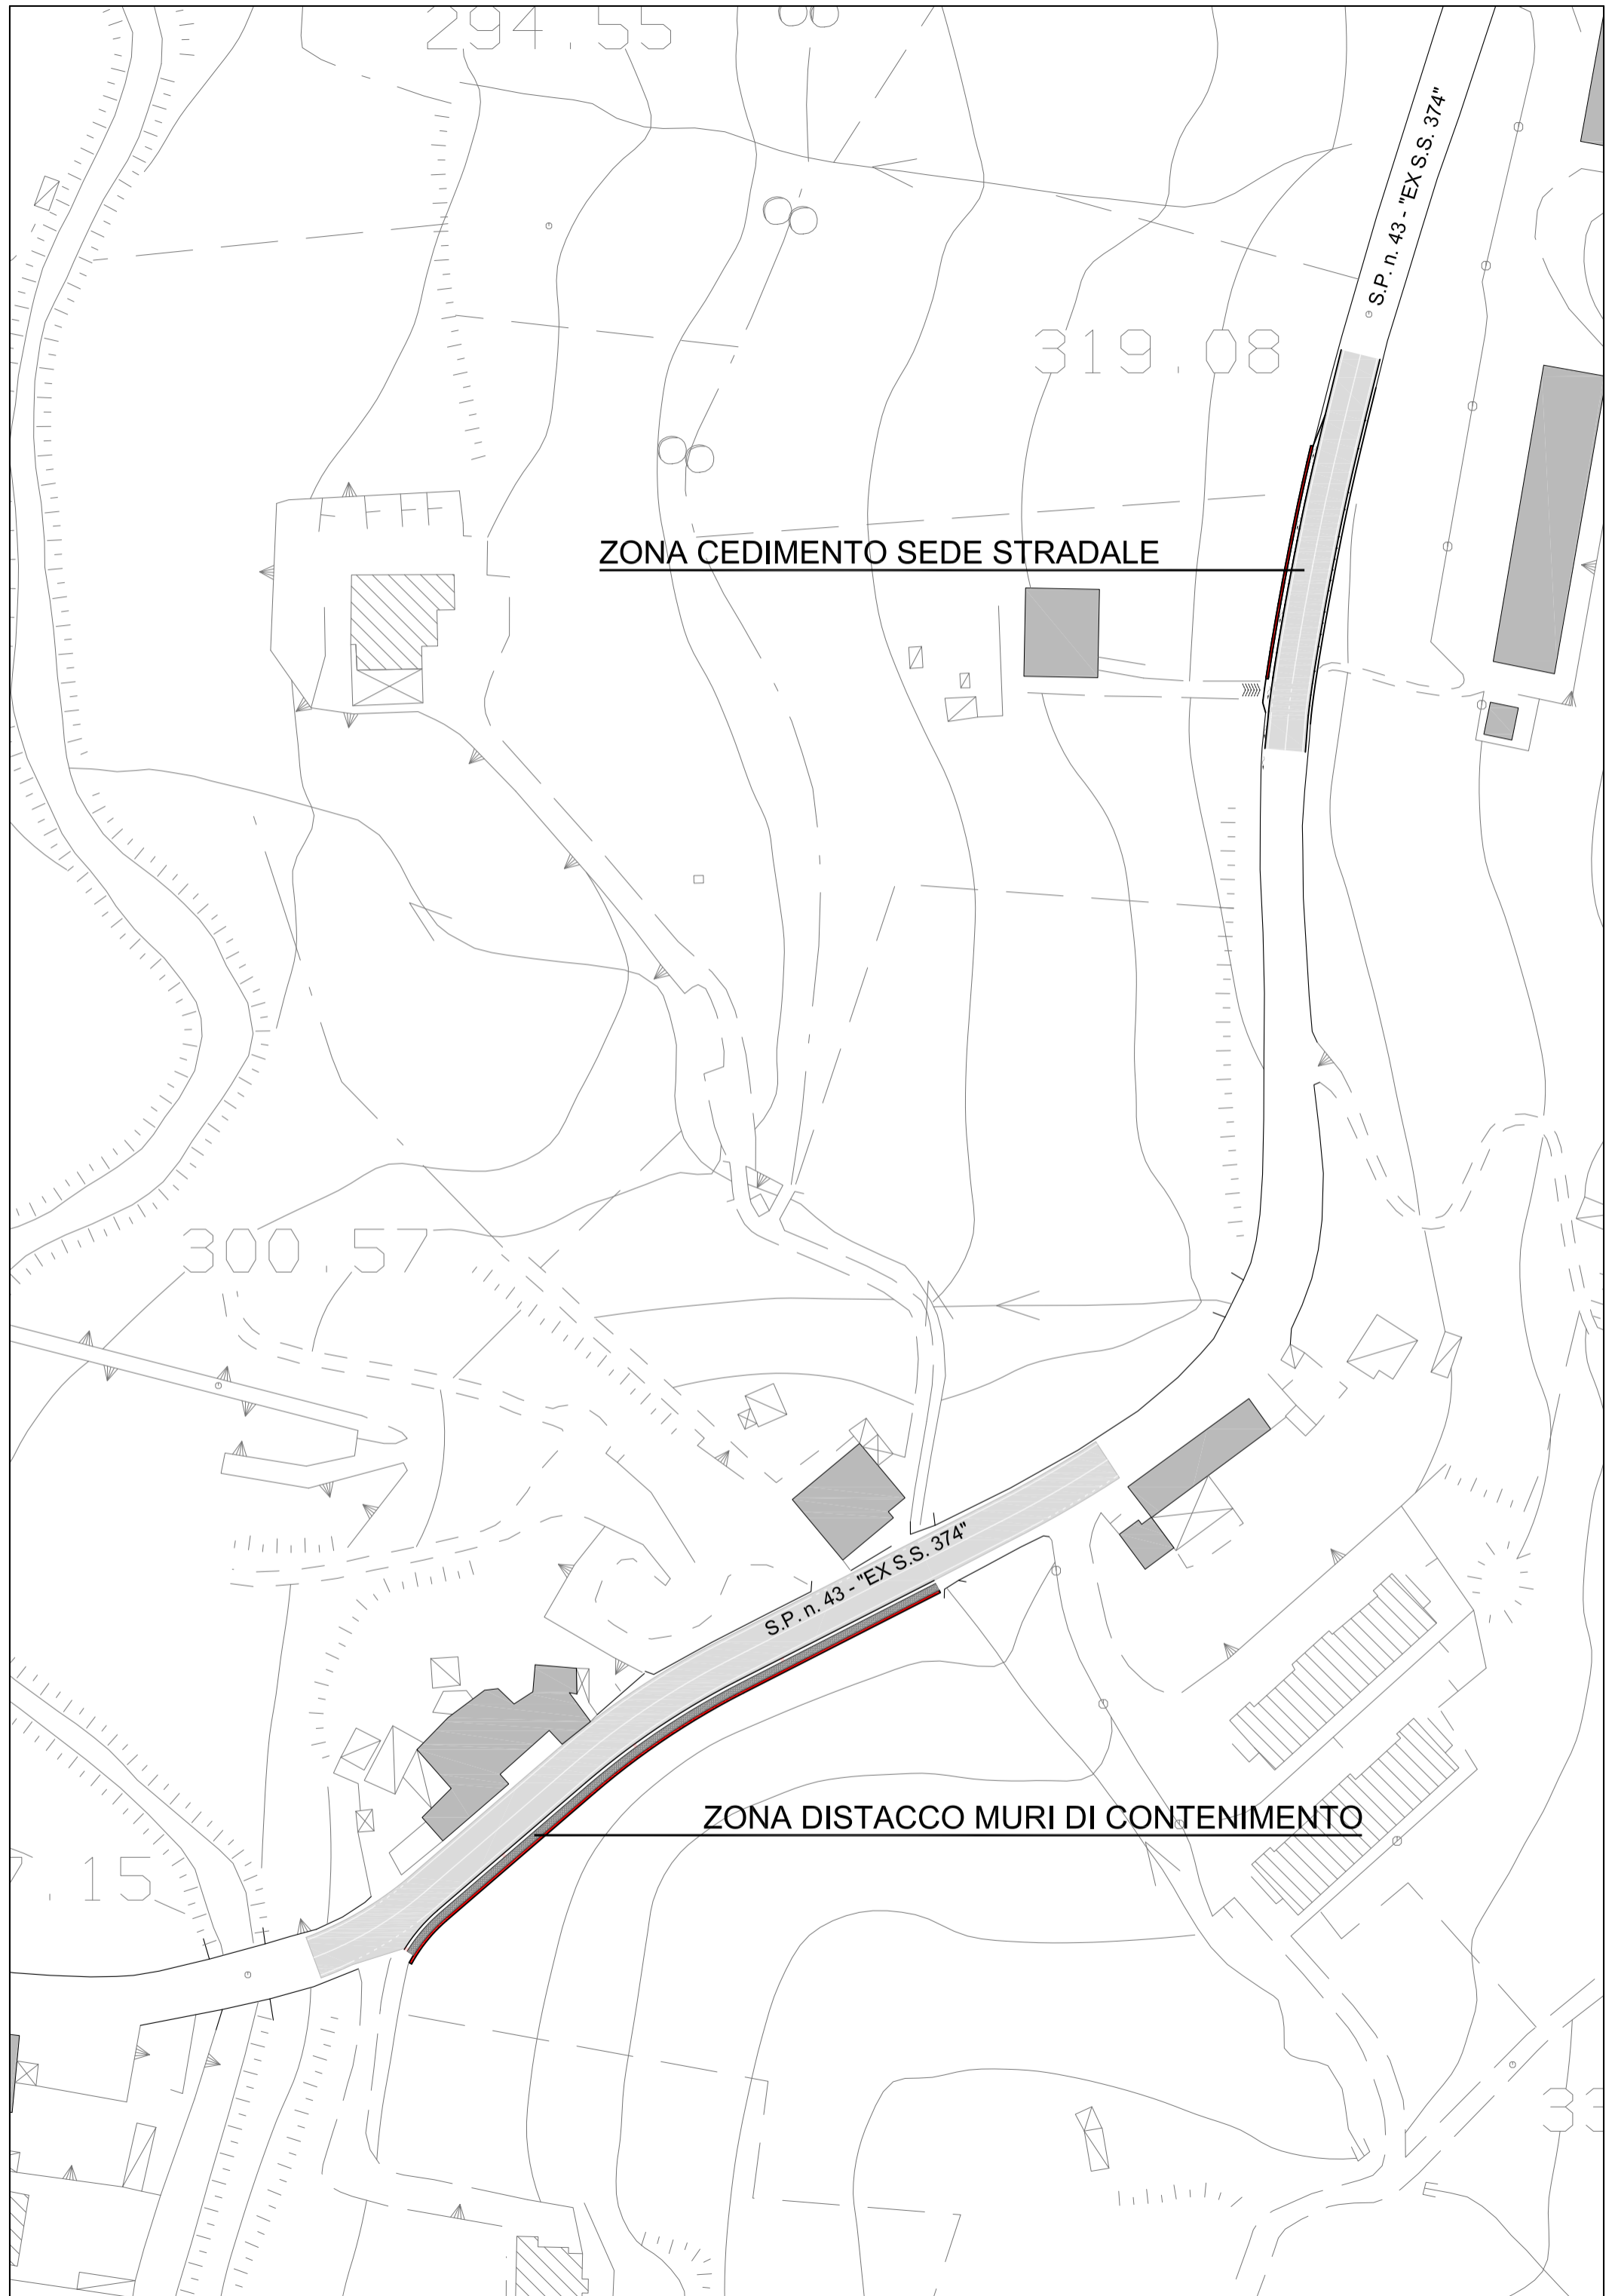 294.55
S.P. n. 43 - "EX S.S. 374"
319.08
ZONA CEDIMENTO SEDE STRADALE
300.57
S.P. n. 43 - "EX S.S. 374"
ZONA DISTACCO MURI DI CONTENIMENTO
.15